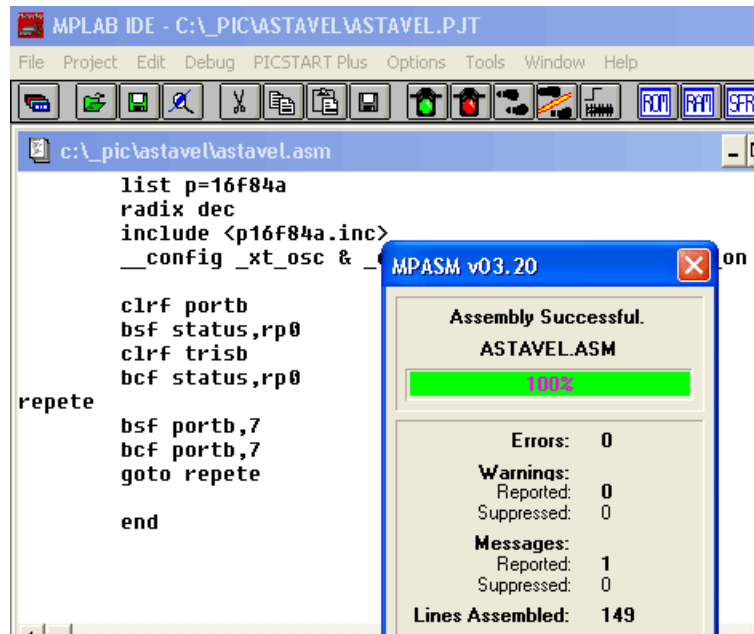 MPLAB IDE - C:\_PIC\ASTAVEL\ASTAVEL.PJT
File Project Edit Debug PICSTART Plus Options Tools Window Help
ROM RAM SFR
c:\_pic\astavel\astavel.asm
list p=16f84a
radix dec
include <p16f84a.inc>
__config _xt_osc & _ on
clrf portb
bsf status,rp0
clrf trisb
bcf status,rp0
repete
bsf portb,7
bcf portb,7
goto repete
end
MPASM v03.20
Assembly Successful.
ASTAVEL.ASM
100%
Errors: 0
Warnings:
Reported: 0
Suppressed: 0
Messages:
Reported: 1
Suppressed: 0
Lines Assembled: 149